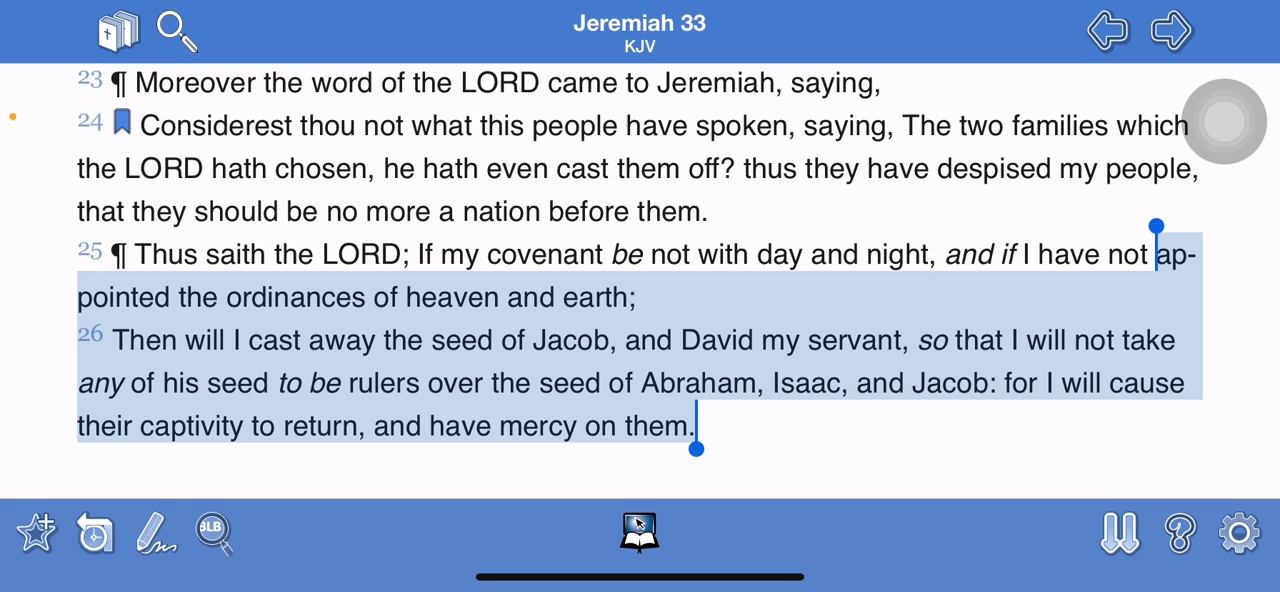 Jeremiah 33
KJV
23 ¶ Moreover the word of the LORD came to Jeremiah, saying,
24 Considerest thou not what this people have spoken, saying, The two families which
the LORD hath chosen, he hath even cast them off? thus they have despised my people,
that they should be no more a nation before them.
25 ¶ Thus saith the LORD; If my covenant be not with day and night, and if I have not ap-
pointed the ordinances of heaven and earth;
26 Then will I cast away the seed of Jacob, and David my servant, so that I will not take
any of his seed to be rulers over the seed of Abraham, Isaac, and Jacob: for I will cause
their captivity to return, and have mercy on them.
BLB